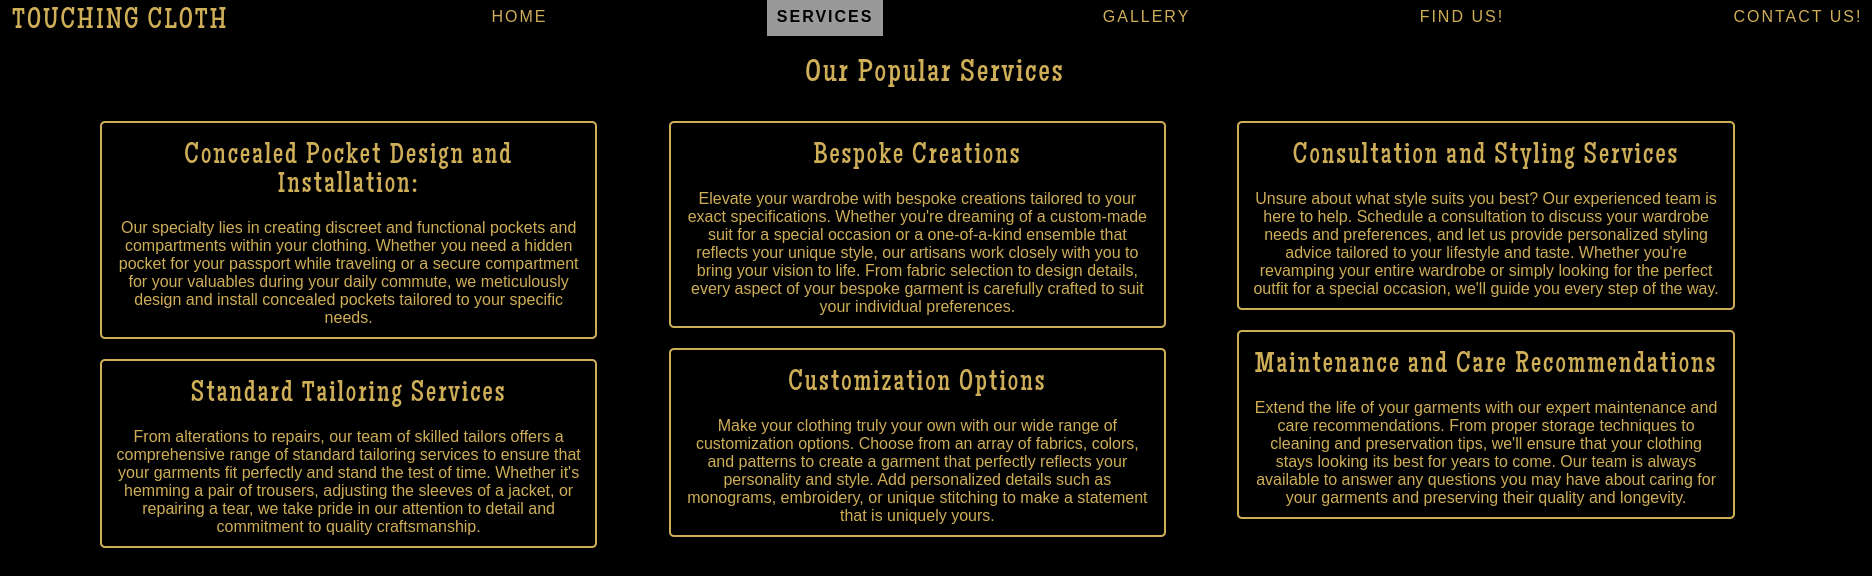 TOUCHING CLOTH
HOME
SERVICES
GALLERY
FIND US!
CONTACT US!
Our Popular Services
Concealed Pocket Design and
Installation:
Our specialty lies in creating discreet and functional pockets and
compartments within your clothing. Whether you need a hidden
pocket for your passport while traveling or a secure compartment
for your valuables during your daily commute, we meticulously
design and install concealed pockets tailored to your specific
needs.
Standard Tailoring Services
From alterations to repairs, our team of skilled tailors offers a
comprehensive range of standard tailoring services to ensure that
your garments fit perfectly and stand the test of time. Whether it's
hemming a pair of trousers, adjusting the sleeves of a jacket, or
repairing a tear, we take pride in our attention to detail and
commitment to quality craftsmanship.
Bespoke Creations
Elevate your wardrobe with bespoke creations tailored to your
exact specifications. Whether you're dreaming of a custom-made
suit for a special occasion or a one-of-a-kind ensemble that
reflects your unique style, our artisans work closely with you to
bring your vision to life. From fabric selection to design details,
every aspect of your bespoke garment is carefully crafted to suit
your individual preferences.
Customization Options
Make your clothing truly your own with our wide range of
customization options. Choose from an array of fabrics, colors,
and patterns to create a garment that perfectly reflects your
personality and style. Add personalized details such as
monograms, embroidery, or unique stitching to make a statement
that is uniquely yours.
Consultation and Styling Services
Unsure about what style suits you best? Our experienced team is
here to help. Schedule a consultation to discuss your wardrobe
needs and preferences, and let us provide personalized styling
advice tailored to your lifestyle and taste. Whether you're
revamping your entire wardrobe or simply looking for the perfect
outfit for a special occasion, we'll guide you every step of the way.
Maintenance and Care Recommendations
Extend the life of your garments with our expert maintenance and
care recommendations. From proper storage techniques to
cleaning and preservation tips, we'll ensure that your clothing
stays looking its best for years to come. Our team is always
available to answer any questions you may have about caring for
your garments and preserving their quality and longevity.